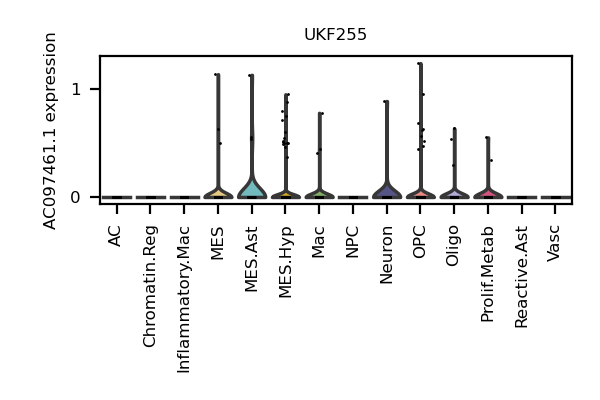 UKF255
AC097461.1 expression
1
0
AC
Chromatin.Reg
Inflammatory.Mac
MES
MES.Ast
MES.Hyp
Mac
NPC
Neuron
OPC
Oligo
Prolif.Metab
Reactive.Ast
Vasc